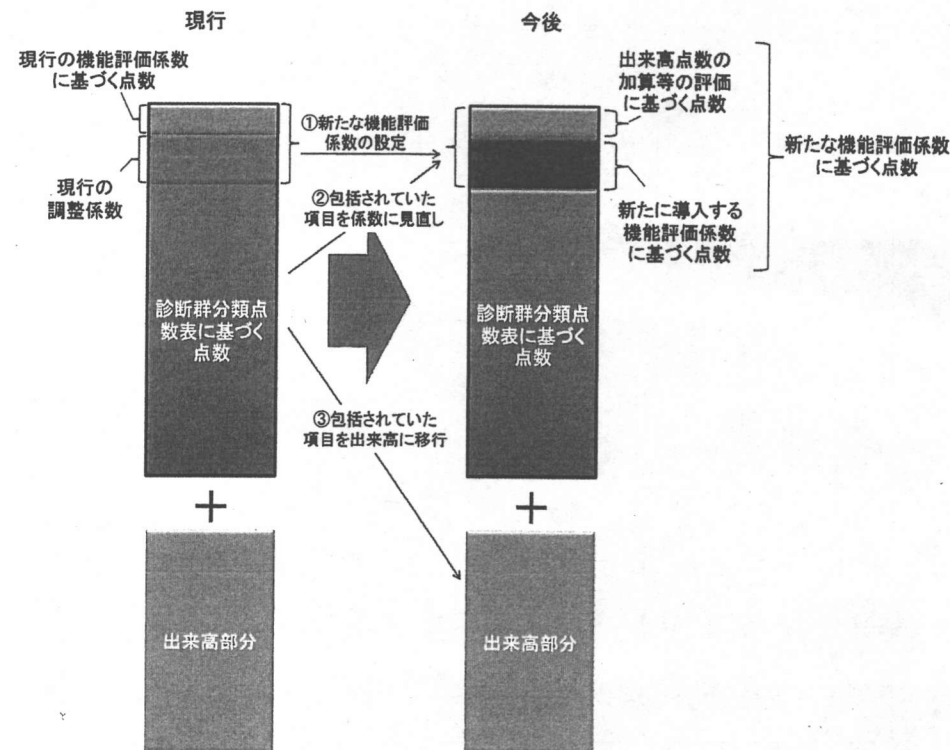 現行
今後
現行の機能評価係数
に基づく点数
現行の
調整係数
診断群分類点
数表に基づく
点数
+
出来高部分
①新たな機能評価
係数の設定
②包括されていた
項目を係数に見直し
③包括されていた
項目を出来高に移行
診断群分類点
数表に基づく
点数
+
出来高部分
出来高点数の
加算等の評価
に基づく点数
新たに導入する
機能評価係数
に基づく点数
新たな機能評価係数
に基づく点数